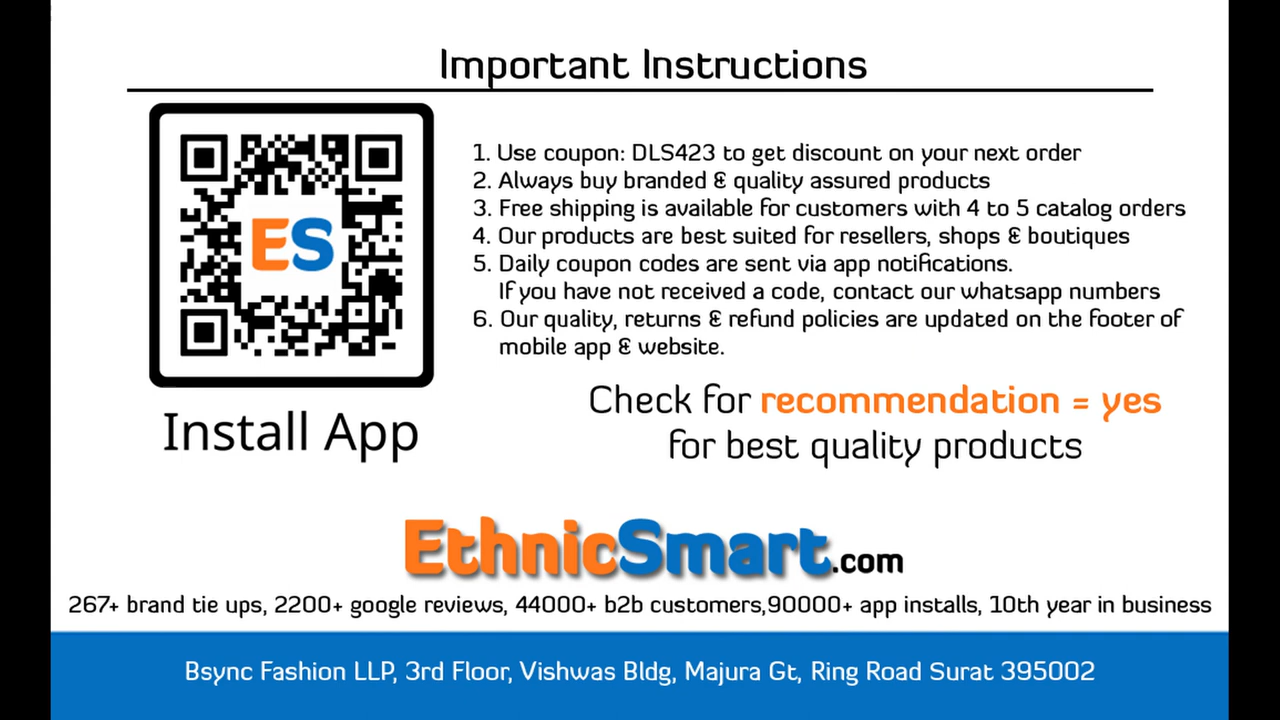 Important Instructions
1. Use coupon: DLS423 to get discount on your next order
2. Always buy branded & quality assured products
3. Free shipping is available for customers with 4 to 5 catalog orders
4. Our products are best suited for resellers, shops & boutiques
5. Daily coupon codes are sent via app notifications.
If you have not received a code, contact our whatsapp numbers
6. Our quality, returns & refund policies are updated on the footer of
mobile app & website.
ES
Install App
Check for recommendation = yes
for best quality products
EthnicSmart.com
267+ brand tie ups, 2200+ google reviews, 44000+ b2b customers,90000+ app installs, 10th year in business
Bsync Fashion LLP, 3rd Floor, Vishwas Bldg, Majura Gt, Ring Road Surat 395002